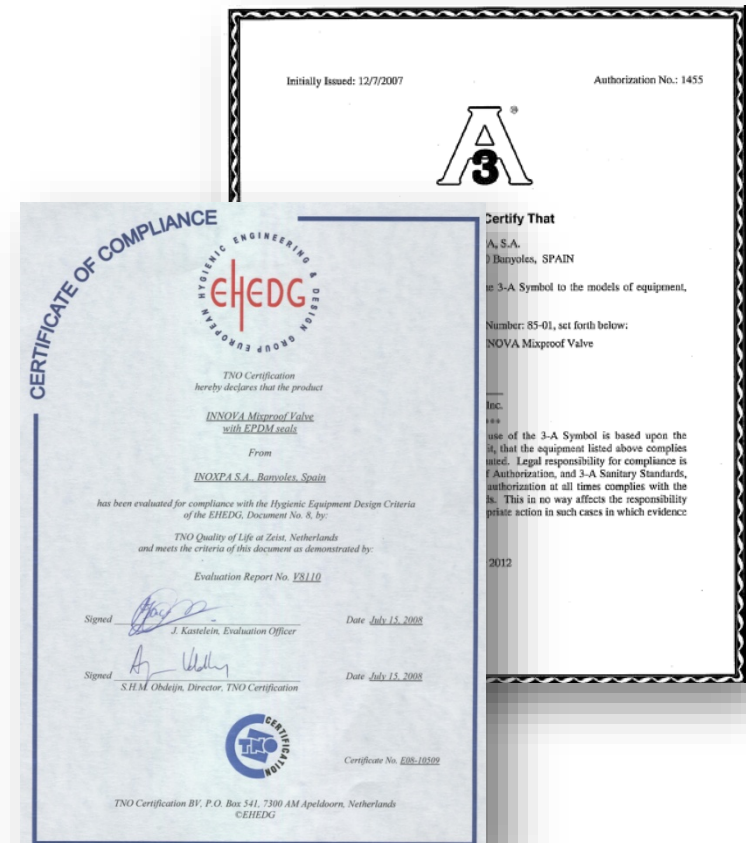 Initially Issued: 12/7/2007
Authorization No.: 1455
A
3
®
Certify That
A, S.A.
Banyoles, SPAIN
3-A Symbol to the models of equipment,
Number: 85-01, set forth below:
NOVA Mixproof Valve
Inc.
***
use of the 3-A Symbol is based upon the
it, that the equipment listed above complies
Legal responsibility for compliance is
Authorization, and 3-A Sanitary Standards,
authorization at all times complies with the
This in no way affects the responsibility
action in such cases in which evidence
2012
CERTIFICATE OF COMPLIANCE
EUROPEAN HYGIENIC ENGINEERING & DESIGN GROUP
EHEDG
TNO Certification
hereby declares that the product
INNOVA Mixproof Valve
with EPDM seals
From
INOXPA S.A., Banyoles, Spain
has been evaluated for compliance with the Hygienic Equipment Design Criteria
of the EHEDG, Document No. 8, by:
TNO Quality of Life at Zeist, Netherlands
and meets the criteria of this document as demonstrated by:
Evaluation Report No. V8110
Signed
Date July 15, 2008
J. Kastelein, Evaluation Officer
Signed
Date July 15, 2008
S.H.M. Obdeijn, Director, TNO Certification
TNO
CERTIFICATION
Certificate No. E08-10509
TNO Certification BV, P.O. Box 541, 7300 AM Apeldoorn, Netherlands
©EHEDG